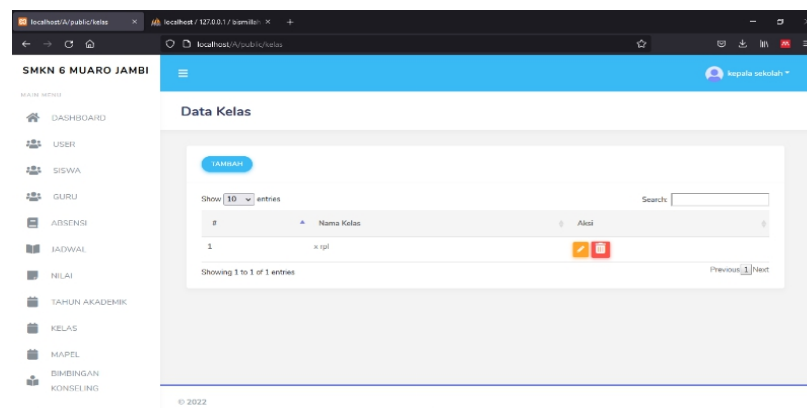 localhost/A/public/kelas
localhost / 127.0.0.1 / bismillah
localhost/A/public/kelas
SMKN 6 MUARO JAMBI
kepala sekolah
MAIN MENU
DASHBOARD
USER
SISWA
GURU
ABSENSI
JADWAL
NILAI
TAHUN AKADEMIK
KELAS
MAPEL
BIMBINGAN
KONSELING
Data Kelas
TAMBAH
Show 10 entries
Search:
# Nama Kelas Aksi
1 x rpl
Showing 1 to 1 of 1 entries
Previous 1 Next
© 2022